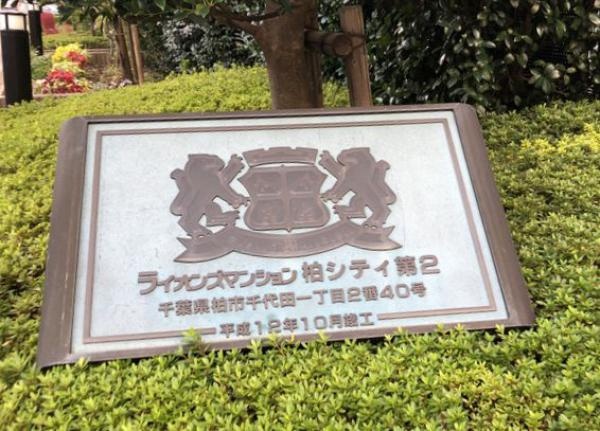 ライオンズマンション 柏シティ第2
千葉県柏市千代田一丁目2番40号
平成12年10月竣工